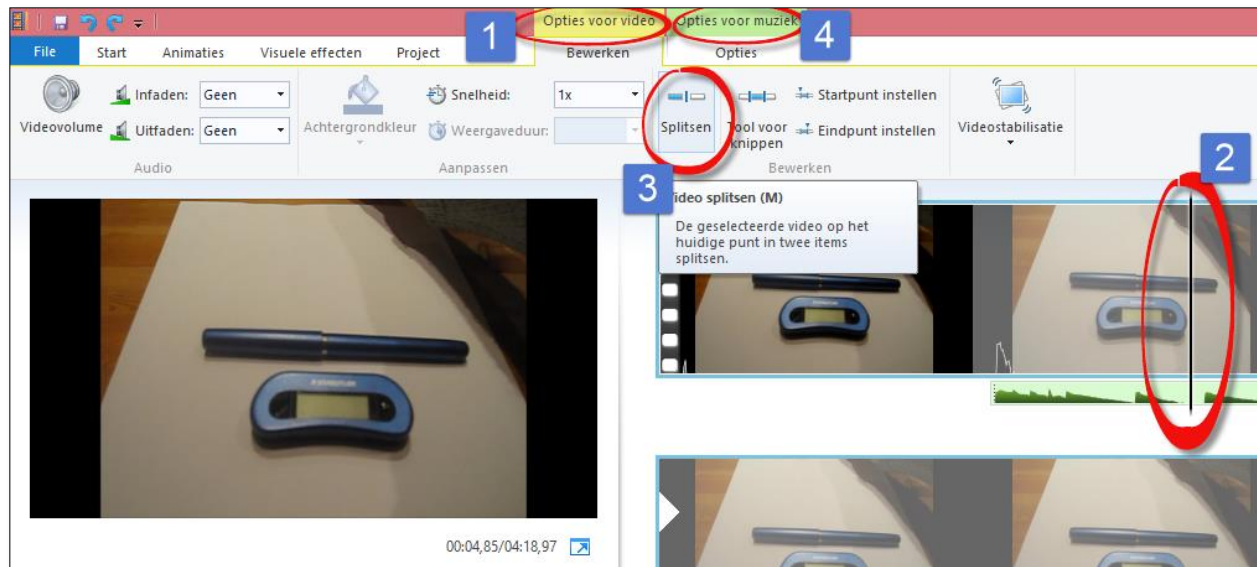 Opties voor video
Opties voor muziek
1
4
File
Start
Animaties
Visuele effecten
Project
Bewerken
Opties
Videovolume
Infaden:
Geen
Uitfaden:
Geen
Audio
Achtergrondkleur
Snelheid:
1x
Weergaveduur:
Aanpassen
Splitsen
Tool voor
knippen
Startpunt instellen
Eindpunt instellen
Bewerken
Videostabilisatie
2
3
ideo splitsen (M)
De geselecteerde video op het
huidige punt in twee items
splitsen.
00:04,85/04:18,97